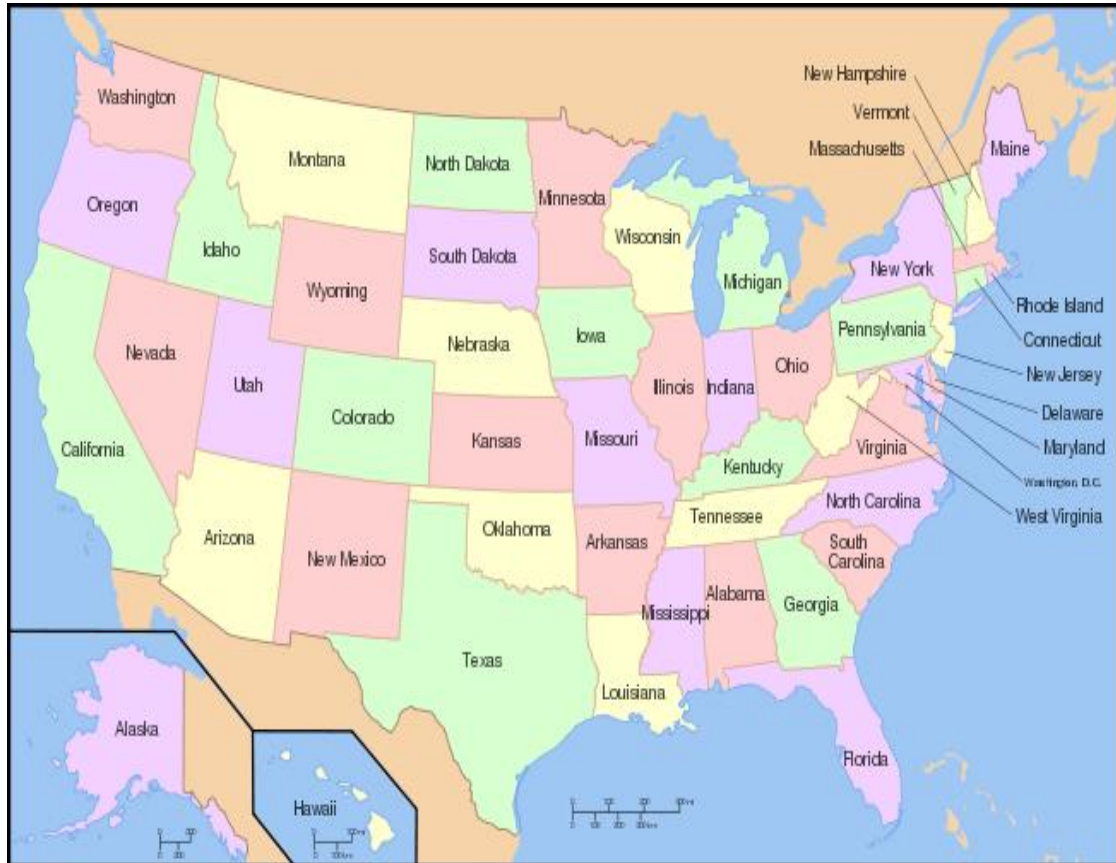 New Hampshire
Vermont
Massachusetts
Maine
Washington
Montana
North Dakota
Minnesota
Oregon
Idaho
Wisconsin
South Dakota
Michigan
New York
Wyoming
Rhode Island
Pennsylvania
Iowa
Nebraska
Connecticut
Nevada
Ohio
New Jersey
Utah
Illinois
Indiana
Colorado
Delaware
Missouri
Kansas
California
Virginia
Maryland
Kentucky
Washington D.C.
North Carolina
West Virginia
Tennessee
Oklahoma
Arizona
Arkansas
South
Carolina
New Mexico
Alabama
Georgia
Mississippi
Texas
Louisiana
Alaska
Florida
Hawaii